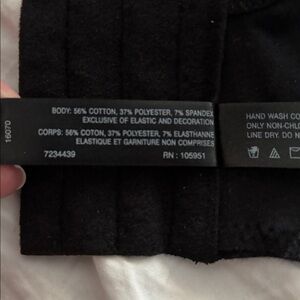 16070
BODY: 56% COTTON, 37% POLYESTER, 7% SPANDEX
EXCLUSIVE OF ELASTIC AND DECORATION
CORPS: 56% COTON, 37% POLYESTER, 7% ELASTHANNE
ELASTIQUE ET GARNITURE NON COMPRISES
7234439 RN: 105951
HAND WASH CO
ONLY NON-CHL
LINE DRY. DO N